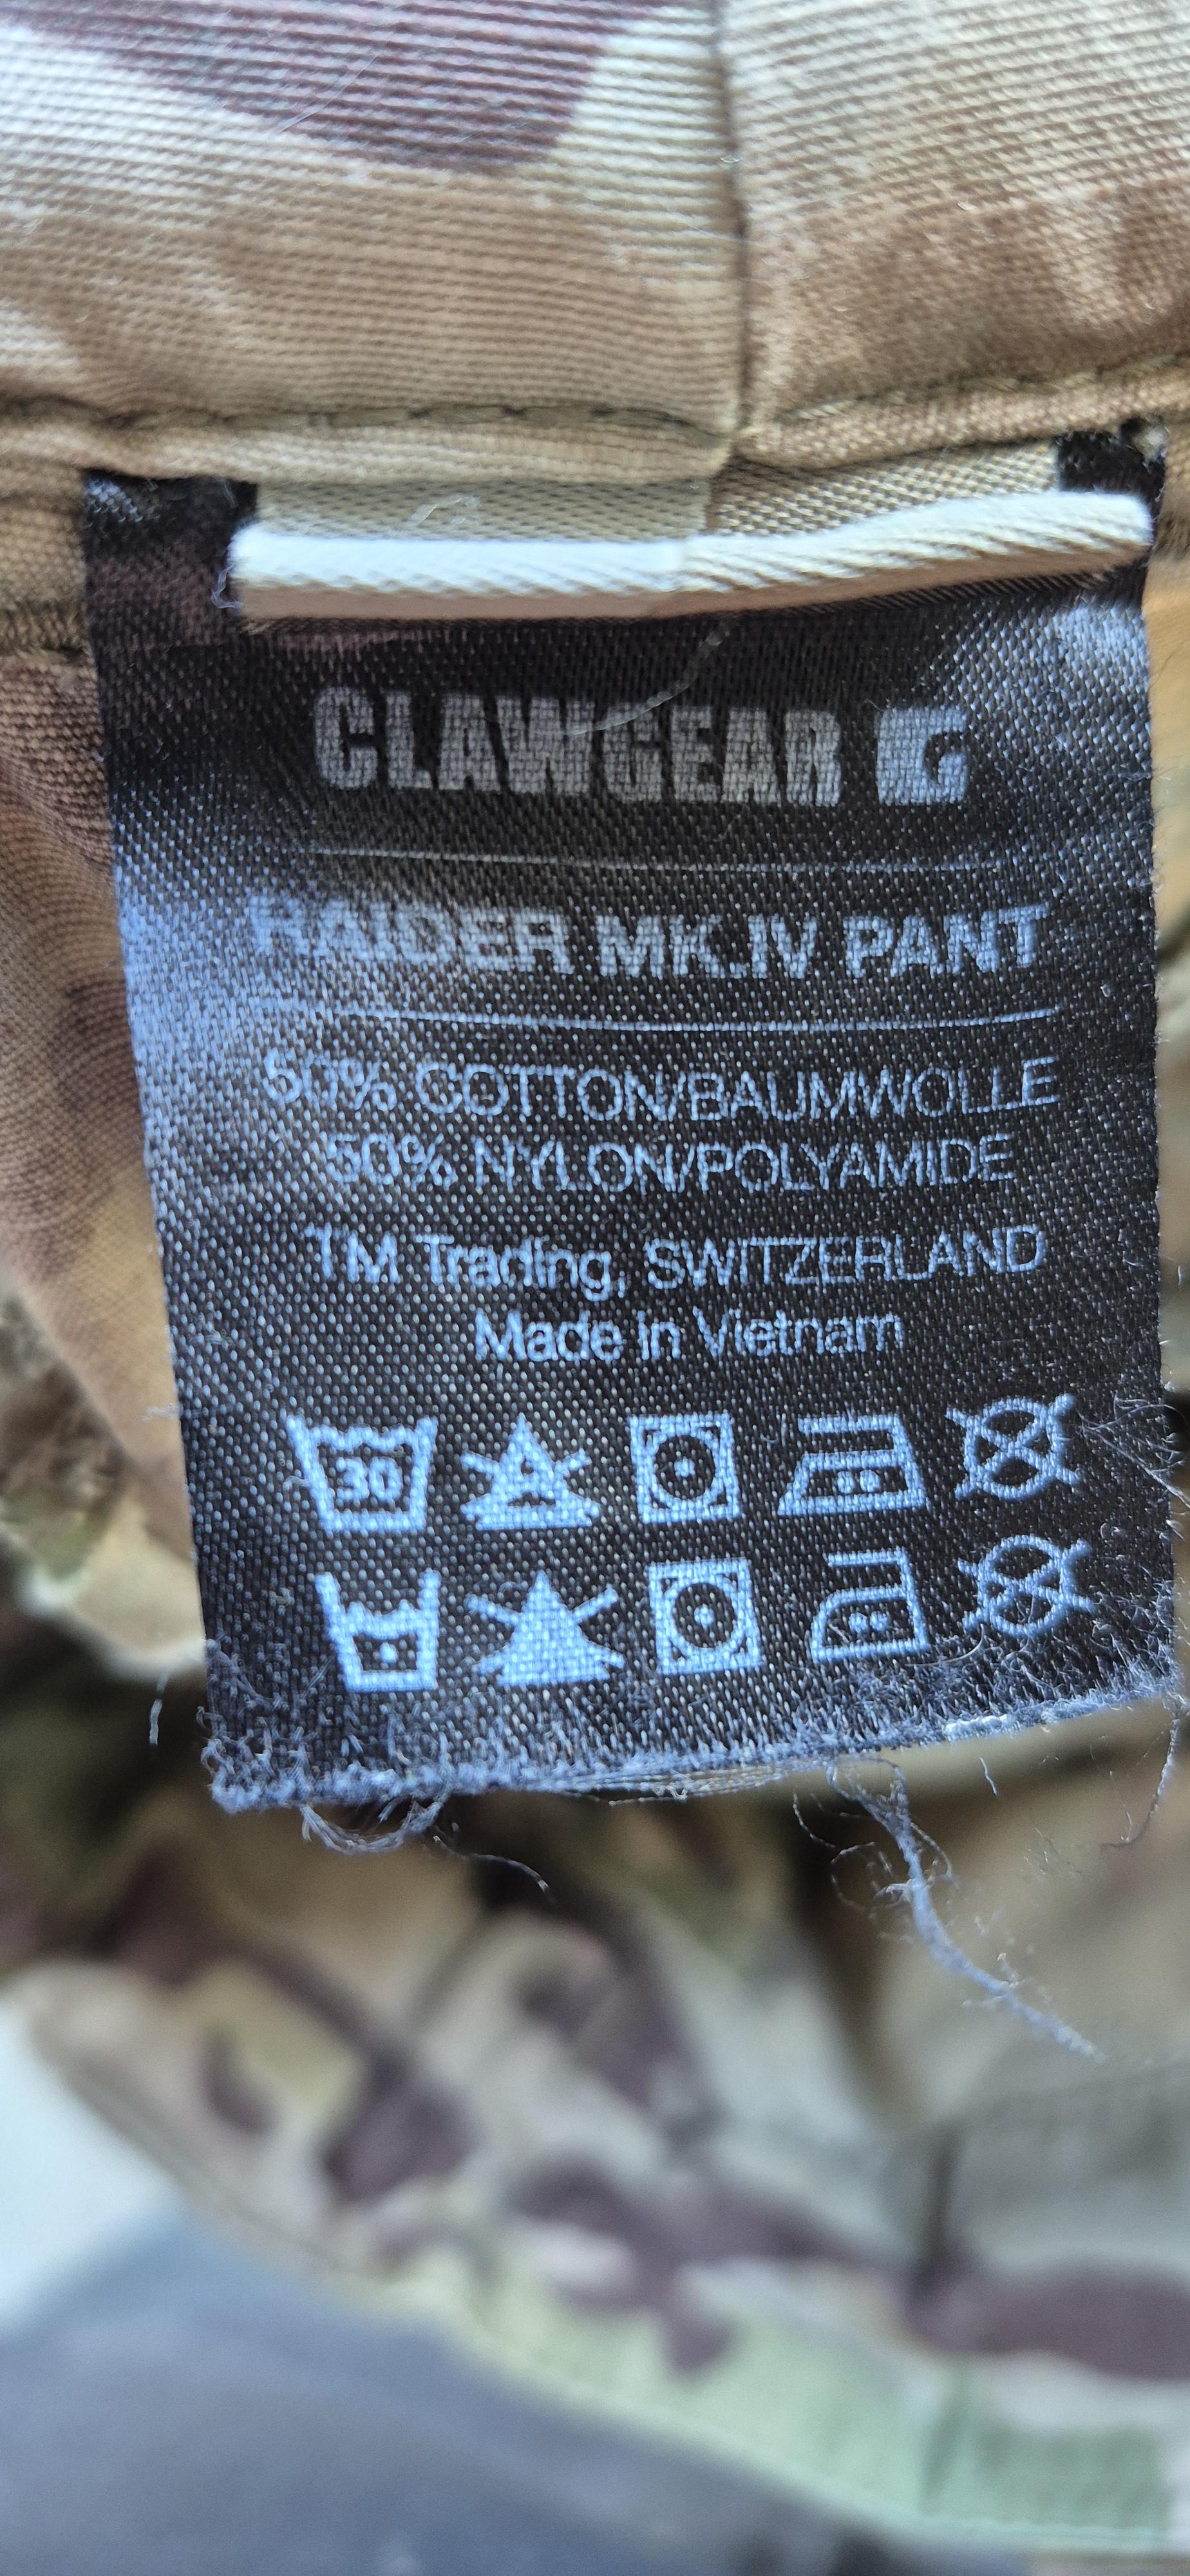 CLAWGEAR
RAIDER MK.IV PANT
50% COTTON/BAUMWOLLE
50% NYLON/POLYAMIDE
TM Trading, SWITZERLAND
Made in Vietnam
30